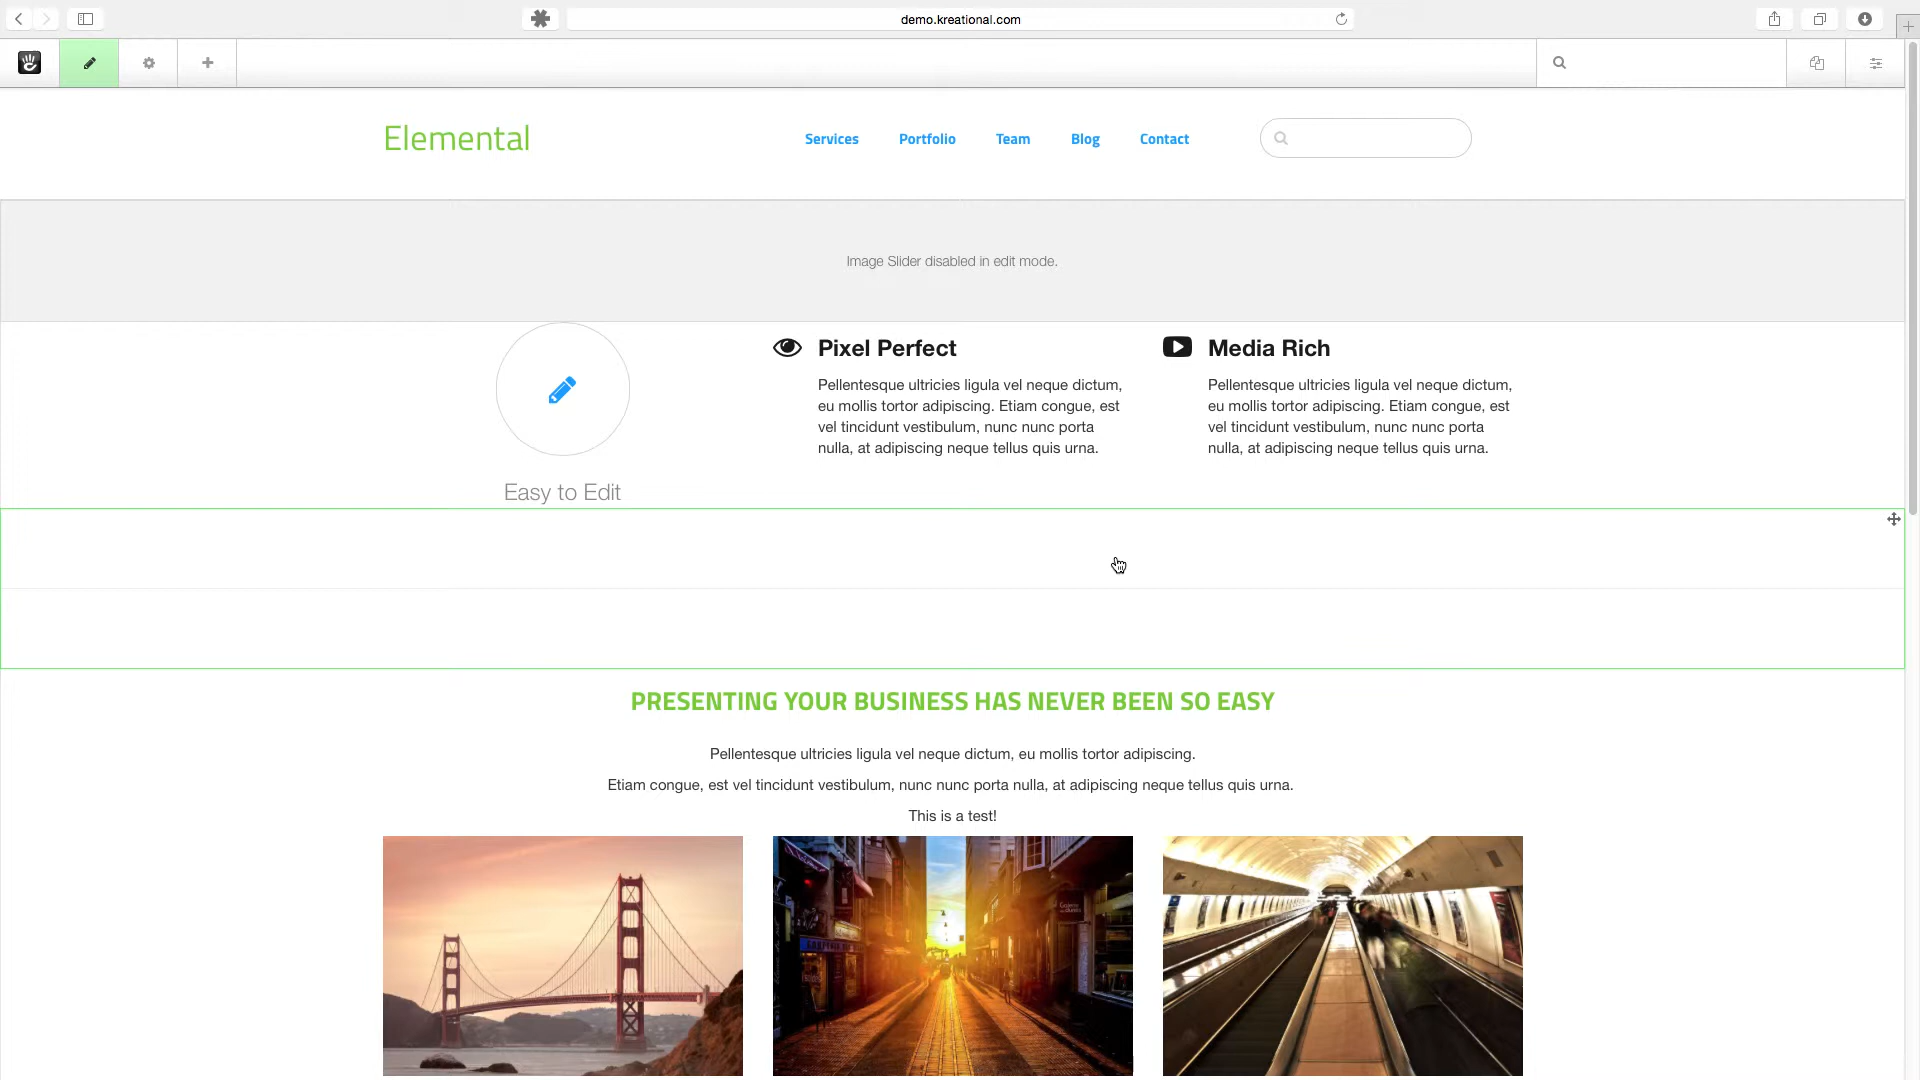 demo.kreational.com
Elemental
Services
Portfolio
Team
Blog
Contact
Image Slider disabled in edit mode.
Easy to Edit
Pixel Perfect
Pellentesque ultricies ligula vel neque dictum,
eu mollis tortor adipiscing. Etiam congue, est
vel tincidunt vestibulum, nunc nunc porta
nulla, at adipiscing neque tellus quis urna.
Media Rich
Pellentesque ultricies ligula vel neque dictum,
eu mollis tortor adipiscing. Etiam congue, est
vel tincidunt vestibulum, nunc nunc porta
nulla, at adipiscing neque tellus quis urna.
PRESENTING YOUR BUSINESS HAS NEVER BEEN SO EASY
Pellentesque ultricies ligula vel neque dictum, eu mollis tortor adipiscing.
Etiam congue, est vel tincidunt vestibulum, nunc nunc porta nulla, at adipiscing neque tellus quis urna.
This is a test!